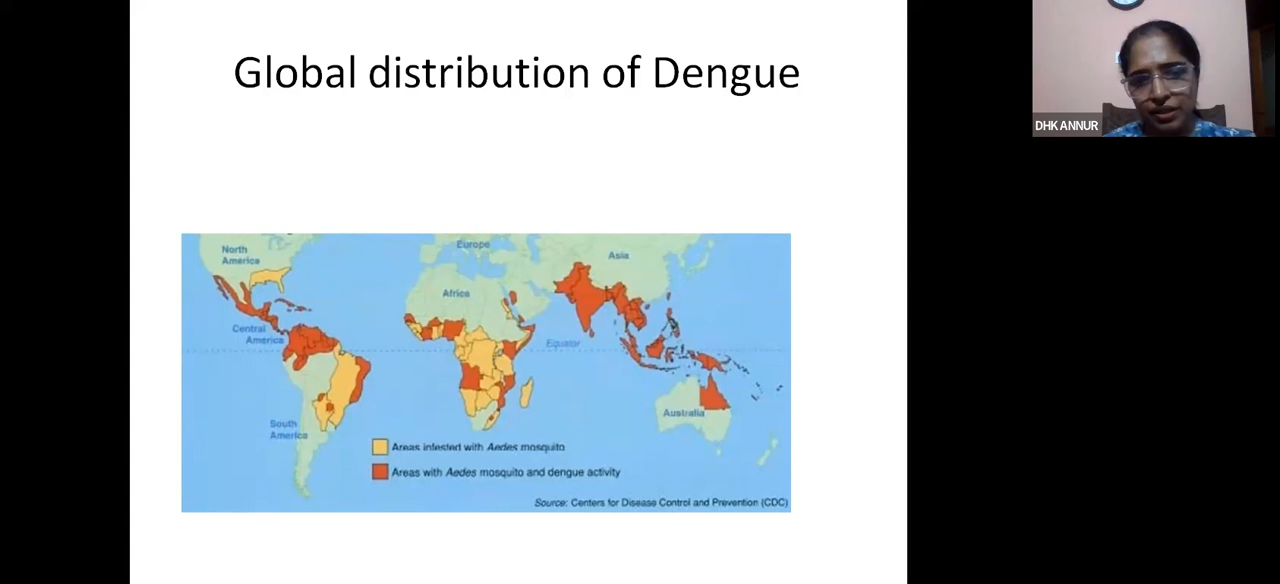 Global distribution of Dengue
DHK ANNUR
North
America
Europe
Asia
Africa
Central
America
Equator
South
America
Australia
Areas infested with Aedes mosquito
Areas with Aedes mosquito and dengue activity
Source: Centers for Disease Control and Prevention (CDC)